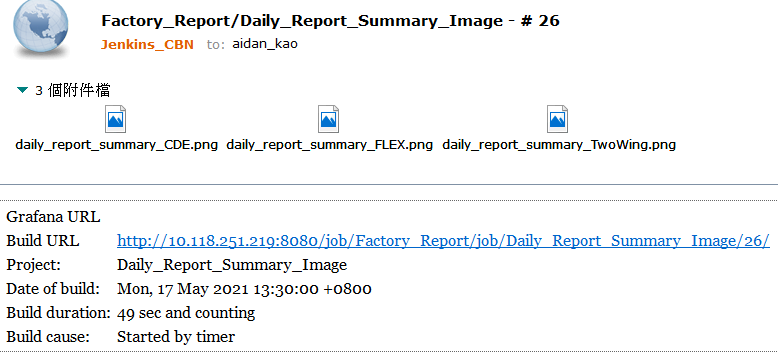 Factory_Report/Daily_Report_Summary_Image - # 26
Jenkins_CBN to: aidan_kao
3 個附件檔
daily_report_summary_CDE.png daily_report_summary_FLEX.png daily_report_summary_TwoWing.png
Grafana URL
Build URL http://10.118.251.219:8080/job/Factory_Report/job/Daily_Report_Summary_Image/26/
Project: Daily_Report_Summary_Image
Date of build: Mon, 17 May 2021 13:30:00 +0800
Build duration: 49 sec and counting
Build cause: Started by timer